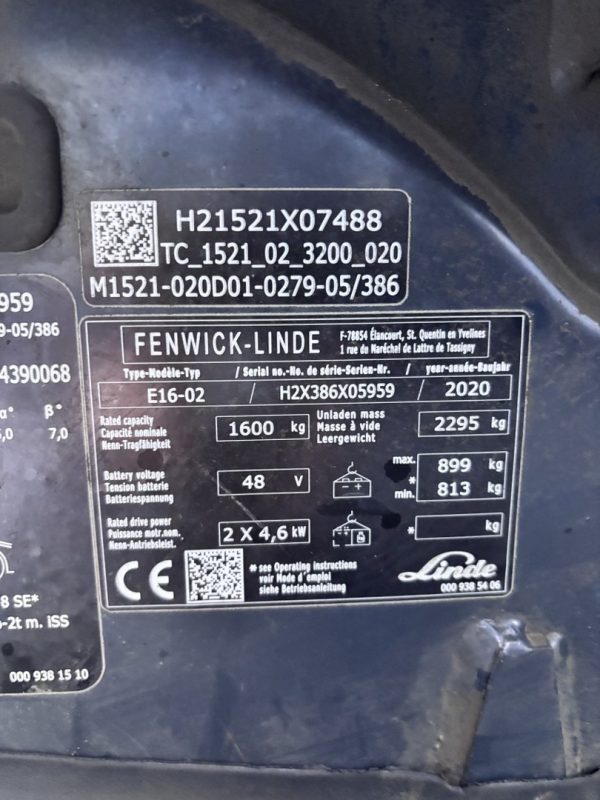 H21521X07488
TC_1521_02_3200_020
M1521-020D01-0279-05/386
959
9-05/386
4390068
α° β°
5,0 7,0
8 SE*
-2t m. ISS
000 938 15 10
FENWICK-LINDE
F-78854 Élancourt, St. Quentin en Yvelines
1 rue du Maréchal de Lattre de Tassigny
Type-Modèle-Typ / Serial no.-No. de série-Serien-Nr. / year-année-Baujahr
E16-02 / H2X386X05959 / 2020
Rated capacity
Capacité nominale
Nenn-Tragfähigkeit
1600 kg
Unladen mass
Masse à vide
Leergewicht
2295 kg
Battery voltage
Tension batterie
Batteriespannung
48 V
- +
max. 899 kg
*
min. 813 kg
Rated drive power
Puissance motr.nom.
Nenn-Antriebsleist.
2 X 4,6 kW
* kg
CE
* see Operating instructions
voir Mode d'emploi
siehe Betriebsanleitung
Linde
000 938 54 06